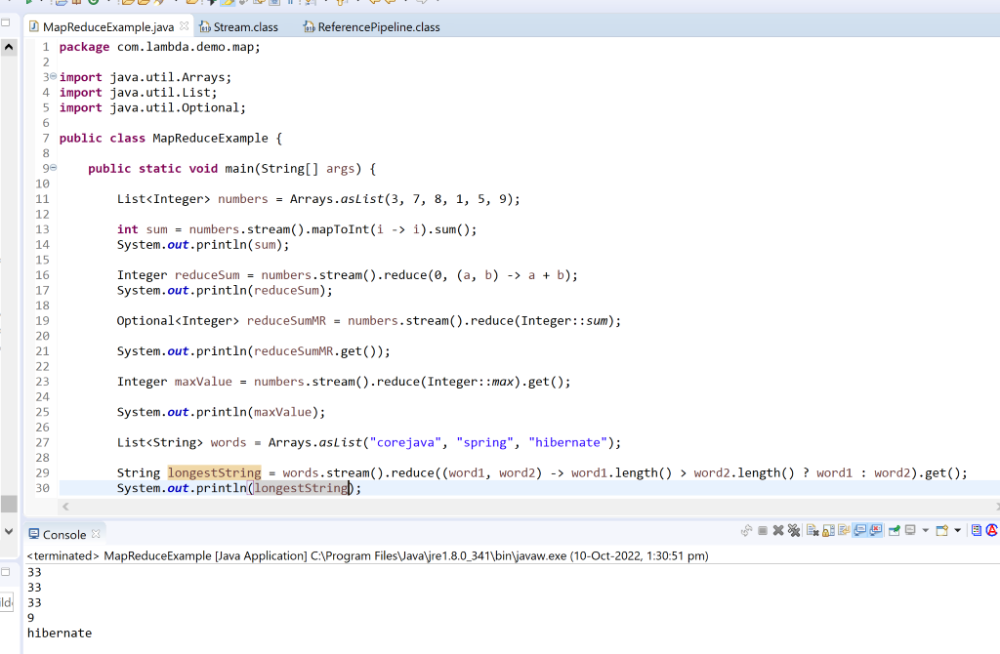 MapReduceExample.java Stream.class ReferencePipeline.class
1 package com.lambda.demo.map;
2
3 import java.util.Arrays;
4 import java.util.List;
5 import java.util.Optional;
6
7 public class MapReduceExample {
8
9 public static void main(String[] args) {
10
11 List<Integer> numbers = Arrays.asList(3, 7, 8, 1, 5, 9);
12
13 int sum = numbers.stream().mapToInt(i -> i).sum();
14 System.out.println(sum);
15
16 Integer reduceSum = numbers.stream().reduce(0, (a, b) -> a + b);
17 System.out.println(reduceSum);
18
19 Optional<Integer> reduceSumMR = numbers.stream().reduce(Integer::sum);
20
21 System.out.println(reduceSumMR.get());
22
23 Integer maxValue = numbers.stream().reduce(Integer::max).get();
24
25 System.out.println(maxValue);
26
27 List<String> words = Arrays.asList("corejava", "spring", "hibernate");
28
29 String longestString = words.stream().reduce((word1, word2) -> word1.length() > word2.length() ? word1 : word2).get();
30 System.out.println(longestString);
Console
<terminated> MapReduceExample [Java Application] C:\Program Files\Java\jre1.8.0_341\bin\javaw.exe (10-Oct-2022, 1:30:51 pm)
33
33
33
9
hibernate